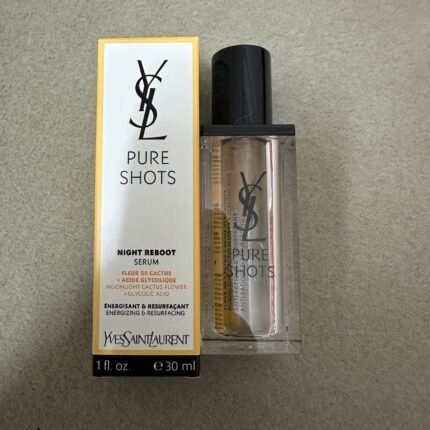 YSL
PURE
SHOTS
NIGHT REBOOT
SERUM
FLEUR DE CACTUS
+ ACIDE GLYCOLIQUE
MOONLIGHT CACTUS FLOWER
+ GLYCOLIC ACID
ÉNERGISANT & RESURFAÇANT
ENERGIZING & RESURFACING
YVESSAINTLAURENT
1 fl. oz. ℮ 30 ml
YSL
PURE
SHOTS